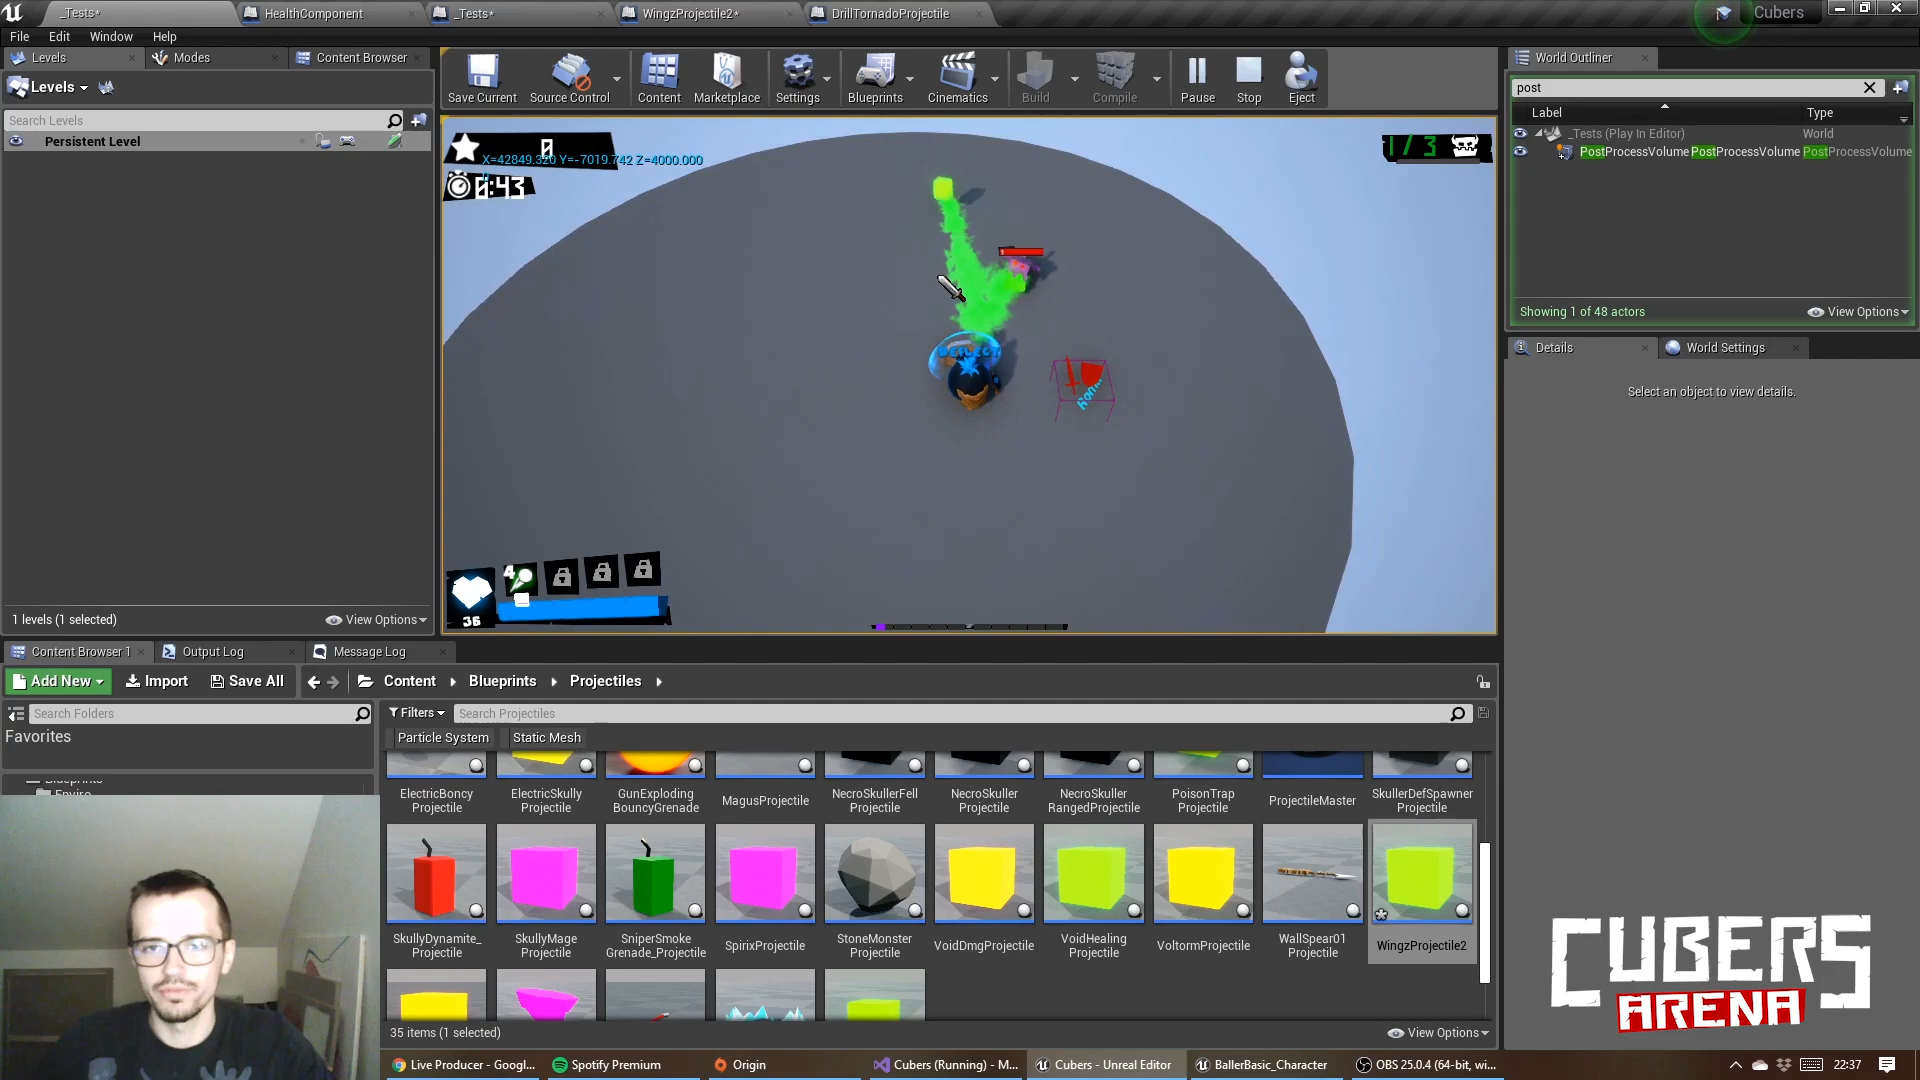 _Tests*
HealthComponent
_Tests*
WingzProjectile2*
DrillTornadoProjectile
Cubers
File
Edit
Window
Help
Levels
Modes
Content Browser
Levels
Search Levels
Persistent Level
1 levels (1 selected)
View Options
Save Current
Source Control
Content
Marketplace
Settings
Blueprints
Cinematics
Build
Compile
Pause
Stop
Eject
0
X=42849.320 Y=-7019.742 Z=4000.000
0:43
1 / 3
DEFLECT
4
36
World Outliner
post
Label
Type
_Tests (Play In Editor)
World
PostProcessVolume
PostProcessVolume
PostProcessVolume
Showing 1 of 48 actors
View Options
Details
World Settings
Select an object to view details.
Content Browser 1
Output Log
Message Log
Add New
Import
Save All
Content
Blueprints
Projectiles
Search Folders
Favorites
Blueprints
Enviro
Filters
Search Projectiles
Particle System
Static Mesh
ElectricBoncy
Projectile
ElectricSkully
Projectile
GunExploding
BouncyGrenade
MagusProjectile
NecroSkullerFell
Projectile
NecroSkuller
Projectile
NecroSkuller
RangedProjectile
PoisonTrap
Projectile
ProjectileMaster
SkullerDefSpawner
Projectile
SkullyDynamite_
Projectile
SkullyMage
Projectile
SniperSmoke
Grenade_Projectile
SpirixProjectile
StoneMonster
Projectile
VoidDmgProjectile
VoidHealing
Projectile
VoltormProjectile
WallSpear01
Projectile
WingzProjectile2
35 items (1 selected)
View Options
CUBERS
ARENA
Live Producer - Googl...
Spotify Premium
Origin
Cubers (Running) - M...
Cubers - Unreal Editor
BallerBasic_Character
OBS 25.0.4 (64-bit, wi...
22:37